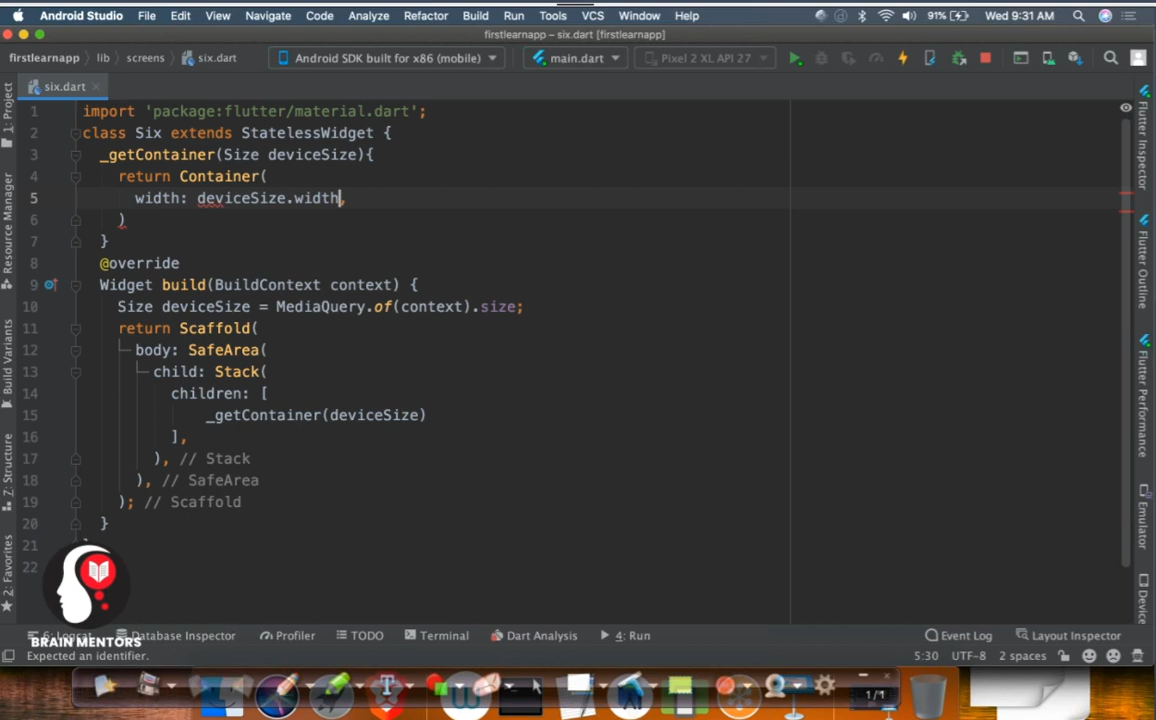 Android Studio File Edit View Navigate Code Analyze Refactor Build Run Tools VCS Window Help 91% Wed 9:31 AM
firstlearnapp – six.dart [firstlearnapp]
firstlearnapp lib screens six.dart Android SDK built for x86 (mobile) main.dart Pixel 2 XL API 27
six.dart
1 import 'package:flutter/material.dart';
2 class Six extends StatelessWidget {
3 _getContainer(Size deviceSize){
4 return Container(
5 width: deviceSize.width,
6 )
7 }
8 @override
9 Widget build(BuildContext context) {
10 Size deviceSize = MediaQuery.of(context).size;
11 return Scaffold(
12 body: SafeArea(
13 child: Stack(
14 children: [
15 _getContainer(deviceSize)
16 ],
17 ), // Stack
18 ), // SafeArea
19 ); // Scaffold
20 }
21
22
1: Project
Resource Manager
Build Variants
7: Structure
2: Favorites
Flutter Inspector
Flutter Outline
Flutter Performance
Emulator
Device
BRAIN MENTORS
6: Logcat Database Inspector Profiler TODO Terminal Dart Analysis 4: Run Event Log Layout Inspector
Expected an identifier. 5:30 UTF-8 2 spaces
1/1